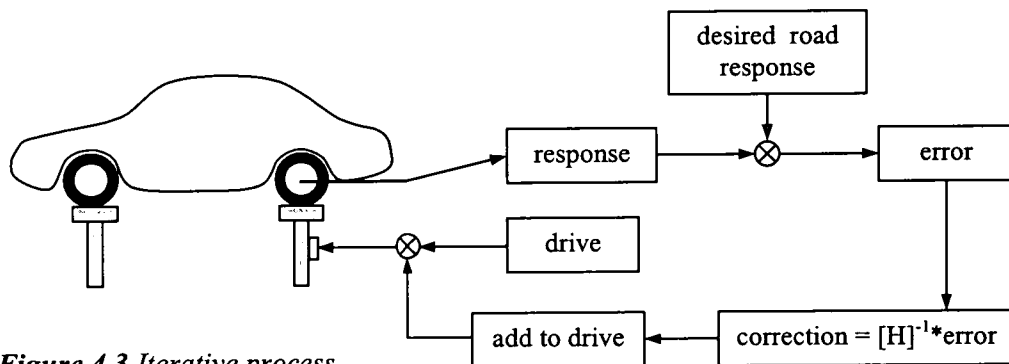 desired road
response
response
error
drive
add to drive
correction = [H]⁻¹*error
Figure 4.3 Iterative process